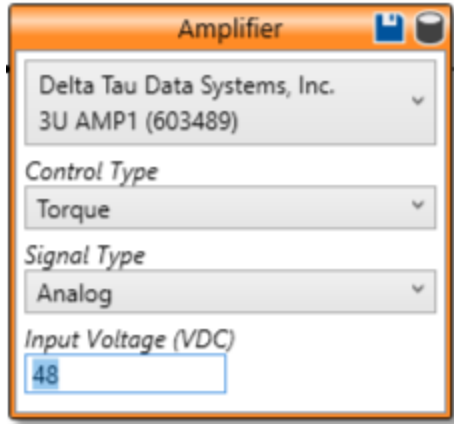 Amplifier
Delta Tau Data Systems, Inc.
3U AMP1 (603489)
Control Type
Torque
Signal Type
Analog
Input Voltage (VDC)
48